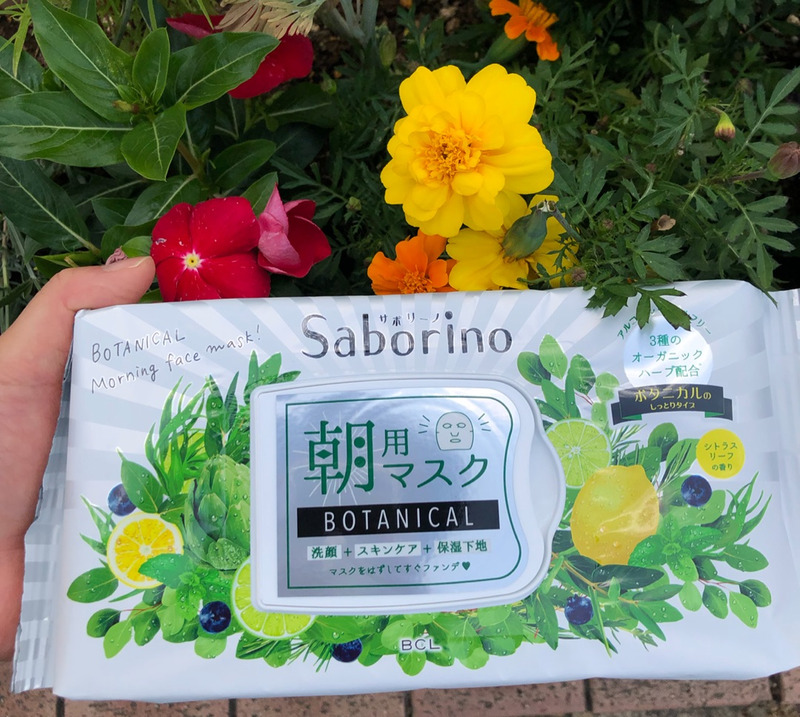 BOTANICAL
Morning face mask!
サボリーノ
Saborino
3種の
オーガニック
ハーブ配合
ボタニカルの
しっとりタイプ
シトラス
リーフ
の香り
朝用
マスク
BOTANICAL
洗顔+スキンケア+保湿下地
マスクをはずしてすぐファンデ♥
BCL